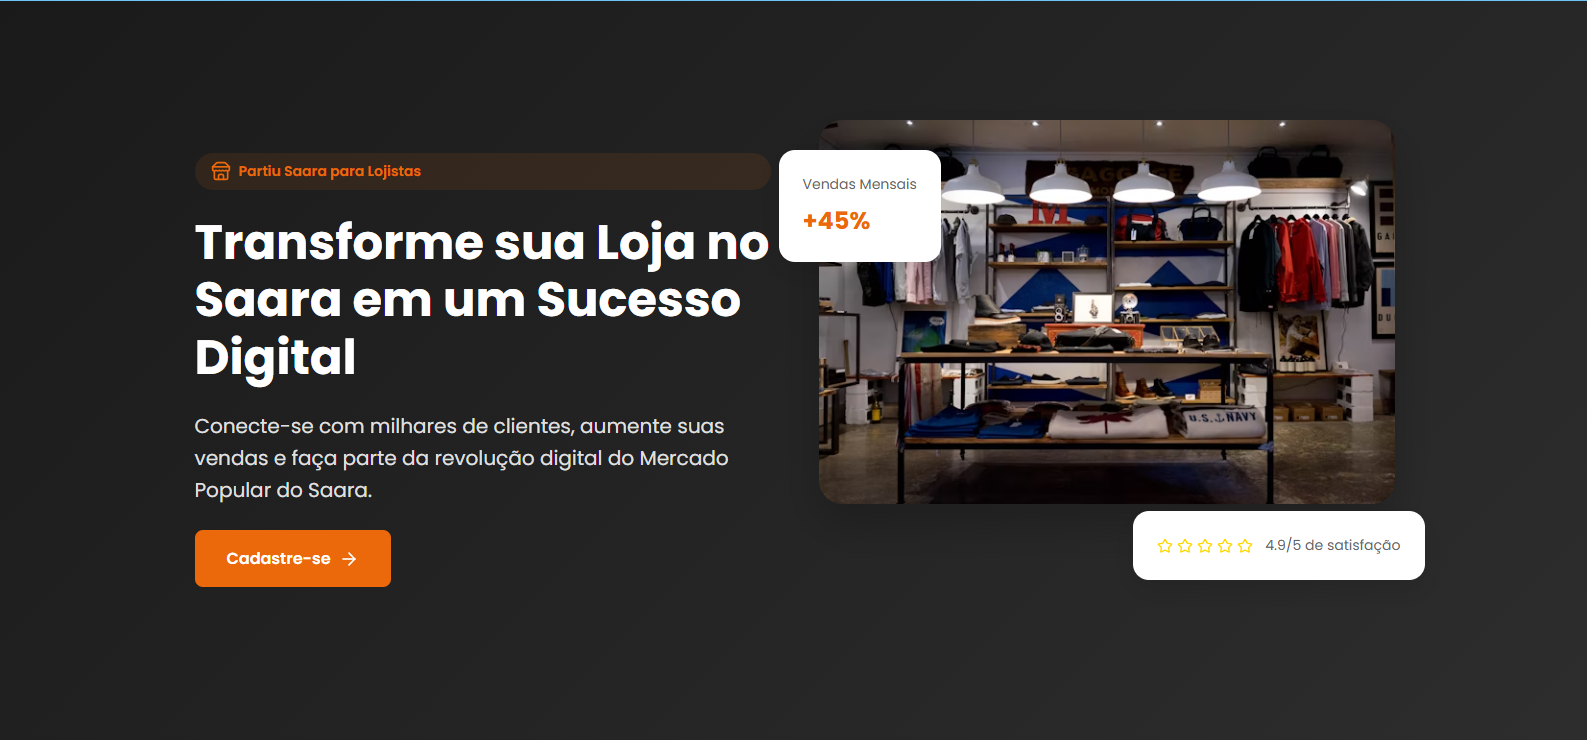 Partiu Saara para Lojistas
Transforme sua Loja no
Saara em um Sucesso
Digital
Conecte-se com milhares de clientes, aumente suas
vendas e faça parte da revolução digital do Mercado
Popular do Saara.
Cadastre-se
Vendas Mensais
+45%
M
U.S. NAVY
4.9/5 de satisfação